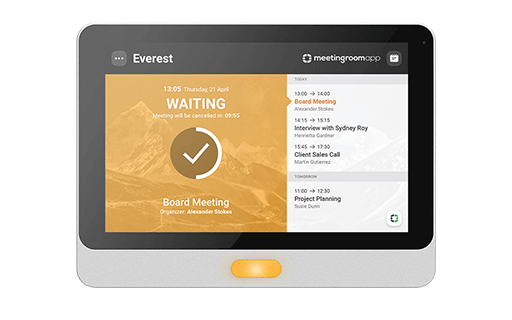 Everest
meetingroomapp
13:05 Thursday, 21 April
WAITING
Meeting will be cancelled in: 09:55
Board Meeting
Organizer: Alexander Stokes
TODAY
13:00 → 14:00
Board Meeting
Alexander Stokes
14:15 → 15:15
Interview with Sydney Roy
Henrietta Gardner
15:45 → 17:30
Client Sales Call
Martin Gutierrez
TOMORROW
11:00 → 12:30
Project Planning
Susie Dunn